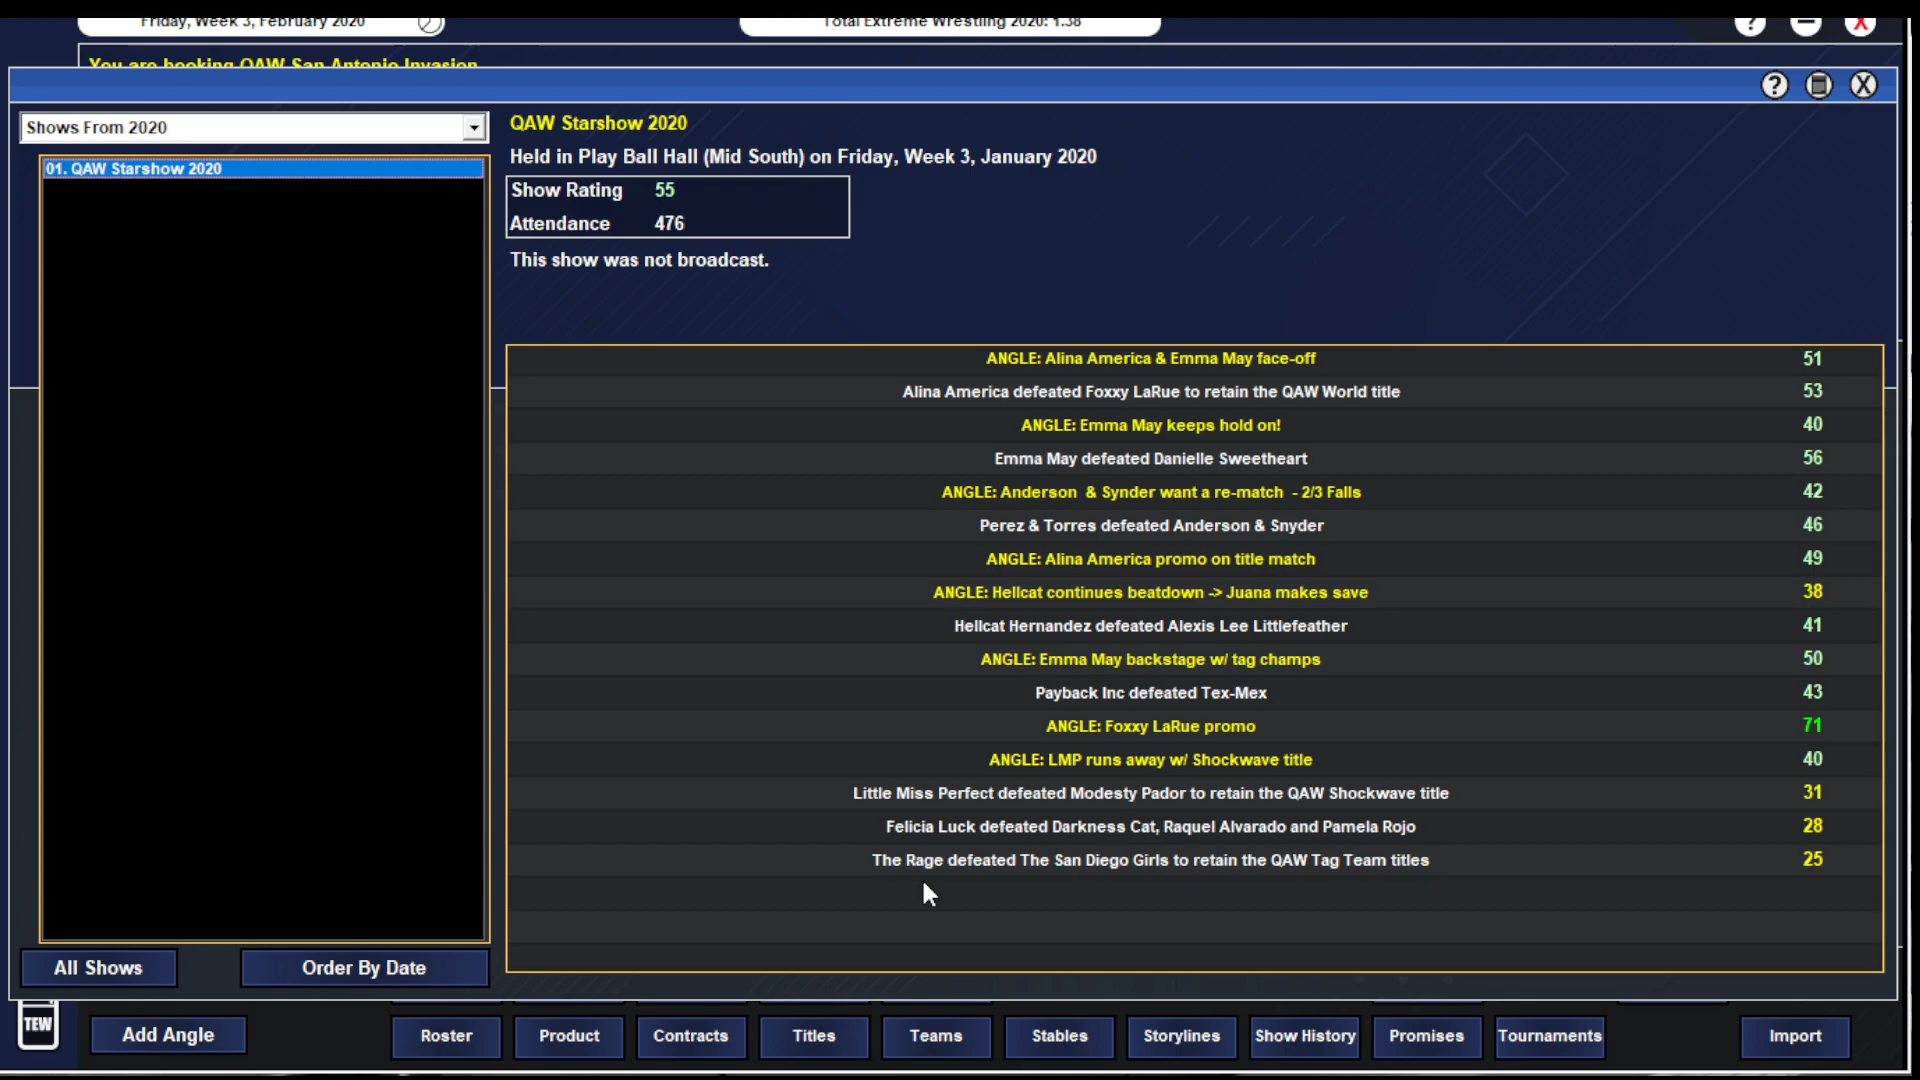 Friday, Week 3, February 2020
Total Extreme Wrestling 2020: 1.38
? – X
You are booking QAW San Antonio Invasion
? X
Shows From 2020
01. QAW Starshow 2020
QAW Starshow 2020
Held in Play Ball Hall (Mid South) on Friday, Week 3, January 2020
Show Rating 55
Attendance 476
This show was not broadcast.
ANGLE: Alina America & Emma May face-off 51
Alina America defeated Foxxy LaRue to retain the QAW World title 53
ANGLE: Emma May keeps hold on! 40
Emma May defeated Danielle Sweetheart 56
ANGLE: Anderson & Synder want a re-match - 2/3 Falls 42
Perez & Torres defeated Anderson & Snyder 46
ANGLE: Alina America promo on title match 49
ANGLE: Hellcat continues beatdown -> Juana makes save 38
Hellcat Hernandez defeated Alexis Lee Littlefeather 41
ANGLE: Emma May backstage w/ tag champs 50
Payback Inc defeated Tex-Mex 43
ANGLE: Foxxy LaRue promo 71
ANGLE: LMP runs away w/ Shockwave title 40
Little Miss Perfect defeated Modesty Pador to retain the QAW Shockwave title 31
Felicia Luck defeated Darkness Cat, Raquel Alvarado and Pamela Rojo 28
The Rage defeated The San Diego Girls to retain the QAW Tag Team titles 25
All Shows Order By Date
TEW Add Angle Roster Product Contracts Titles Teams Stables Storylines Show History Promises Tournaments Import